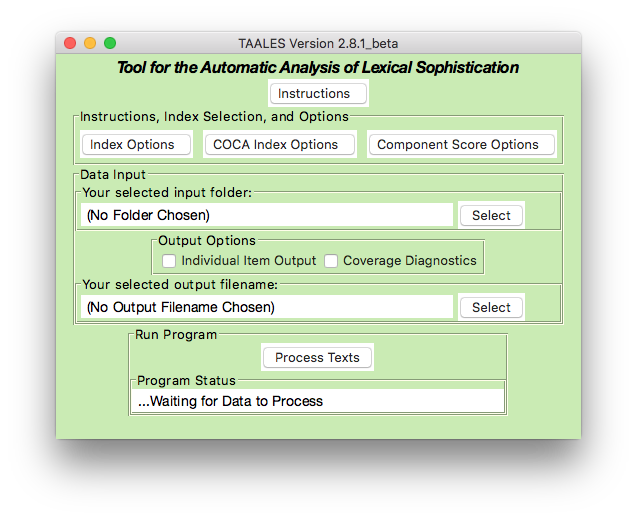 TAALES Version 2.8.1_beta
Tool for the Automatic Analysis of Lexical Sophistication
Instructions
Instructions, Index Selection, and Options
Index Options COCA Index Options Component Score Options
Data Input
Your selected input folder:
(No Folder Chosen) Select
Output Options
Individual Item Output Coverage Diagnostics
Your selected output filename:
(No Output Filename Chosen) Select
Run Program
Process Texts
Program Status
...Waiting for Data to Process